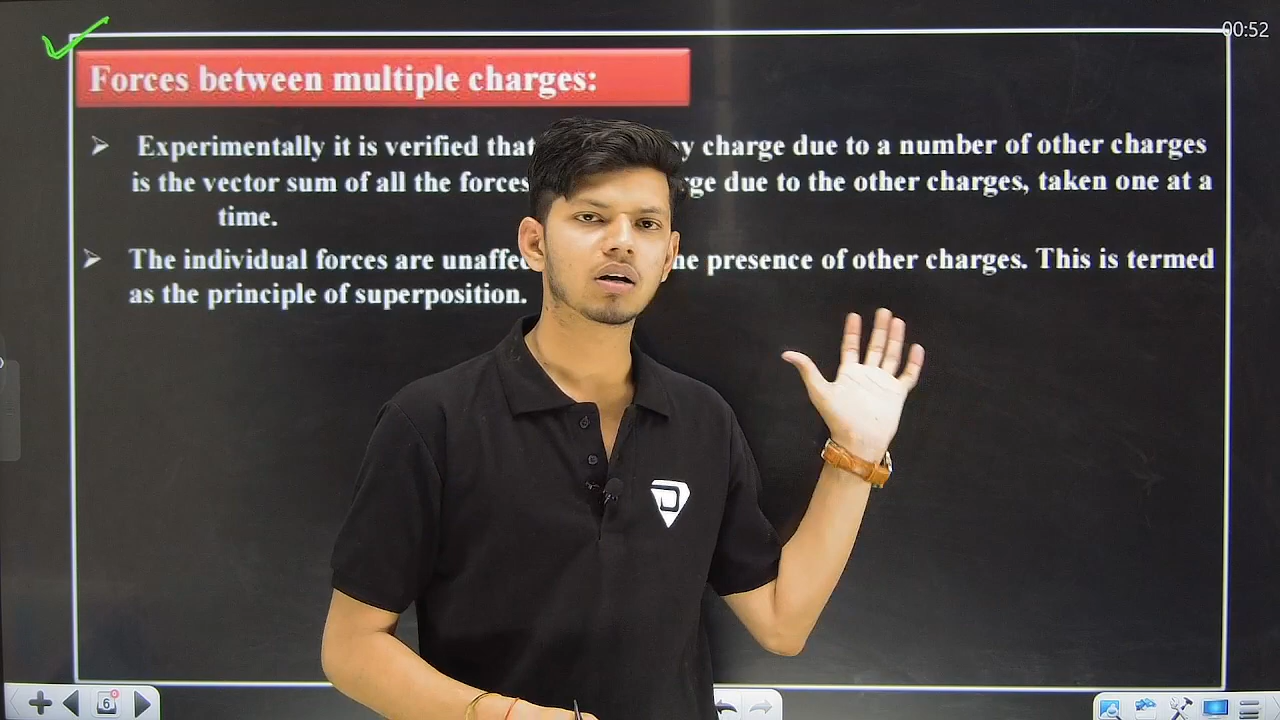 00:52
Forces between multiple charges:
Experimentally it is verified that charge due to a number of other charges
is the vector sum of all the forces due to the other charges, taken one at a
time.
The individual forces are presence of other charges. This is termed
as the principle of superposition.
6